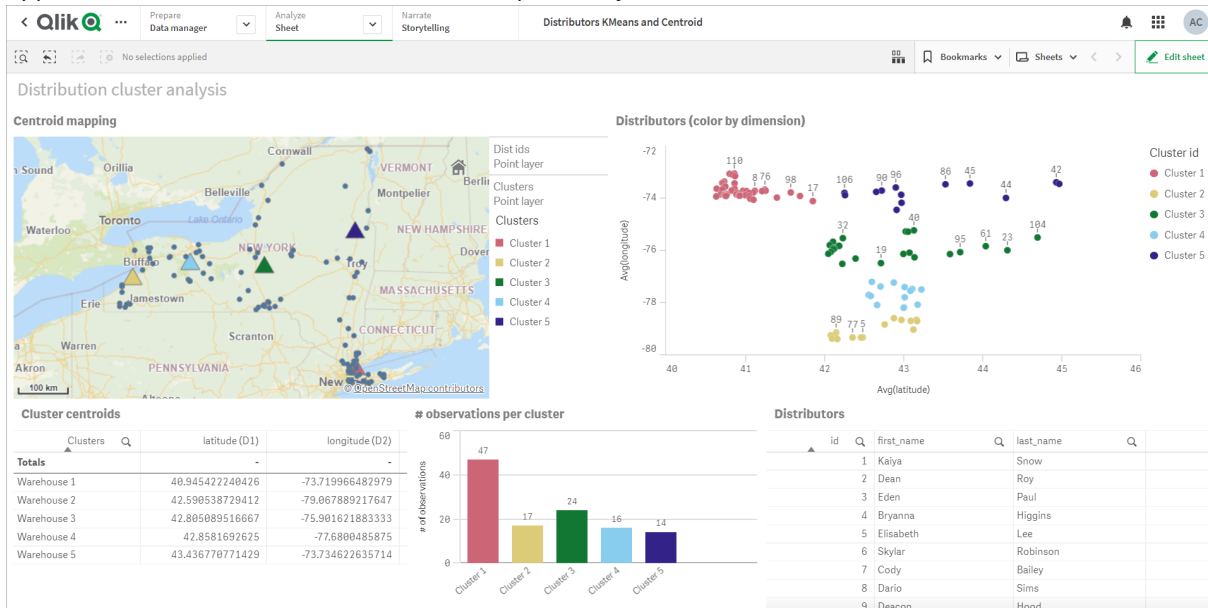 Qlik
Prepare
Data manager
Analyze
Sheet
Narrate
Storytelling
Distributors KMeans and Centroid
AC
No selections applied
Bookmarks
Sheets
Edit sheet
Distribution cluster analysis
Centroid mapping
n Sound
Orillia
Cornwall
VERMONT
Berlin
Montpelier
Belleville
Waterloo
Toronto
Lake Ontario
NEW HAMPSHIRE
Dover
NEW YORK
Buffalo
Troy
MASSACHUSETTS
Erie
Jamestown
CONNECTICUT
Scranton
a
Warren
Akron
PENNSYLVANIA
New
100 km
© OpenStreetMap contributors
Dist ids
Point layer
Clusters
Point layer
Clusters
Cluster 1
Cluster 2
Cluster 3
Cluster 4
Cluster 5
Distributors (color by dimension)
-72
-74
-76
-78
-80
Avg(longitude)
110
8 76
98
17
106
90 96
86
45
44
42
32
40
19
95
61
23
104
89
77 5
40
41
42
43
44
45
46
Avg(latitude)
Cluster id
Cluster 1
Cluster 2
Cluster 3
Cluster 4
Cluster 5
Cluster centroids
Clusters latitude (D1) longitude (D2)
Totals - -
Warehouse 1 40.945422240426 -73.719966482979
Warehouse 2 42.590538729412 -79.067889217647
Warehouse 3 42.805089516667 -75.901621883333
Warehouse 4 42.8581692625 -77.6800485875
Warehouse 5 43.436770771429 -73.734622635714
# observations per cluster
# of observations
60
40
20
0
47
17
24
16
14
Cluster 1
Cluster 2
Cluster 3
Cluster 4
Cluster 5
Distributors
id first_name last_name
1 Kaiya Snow
2 Dean Roy
3 Eden Paul
4 Bryanna Higgins
5 Elisabeth Lee
6 Skylar Robinson
7 Cody Bailey
8 Dario Sims
9 Deacon Hood